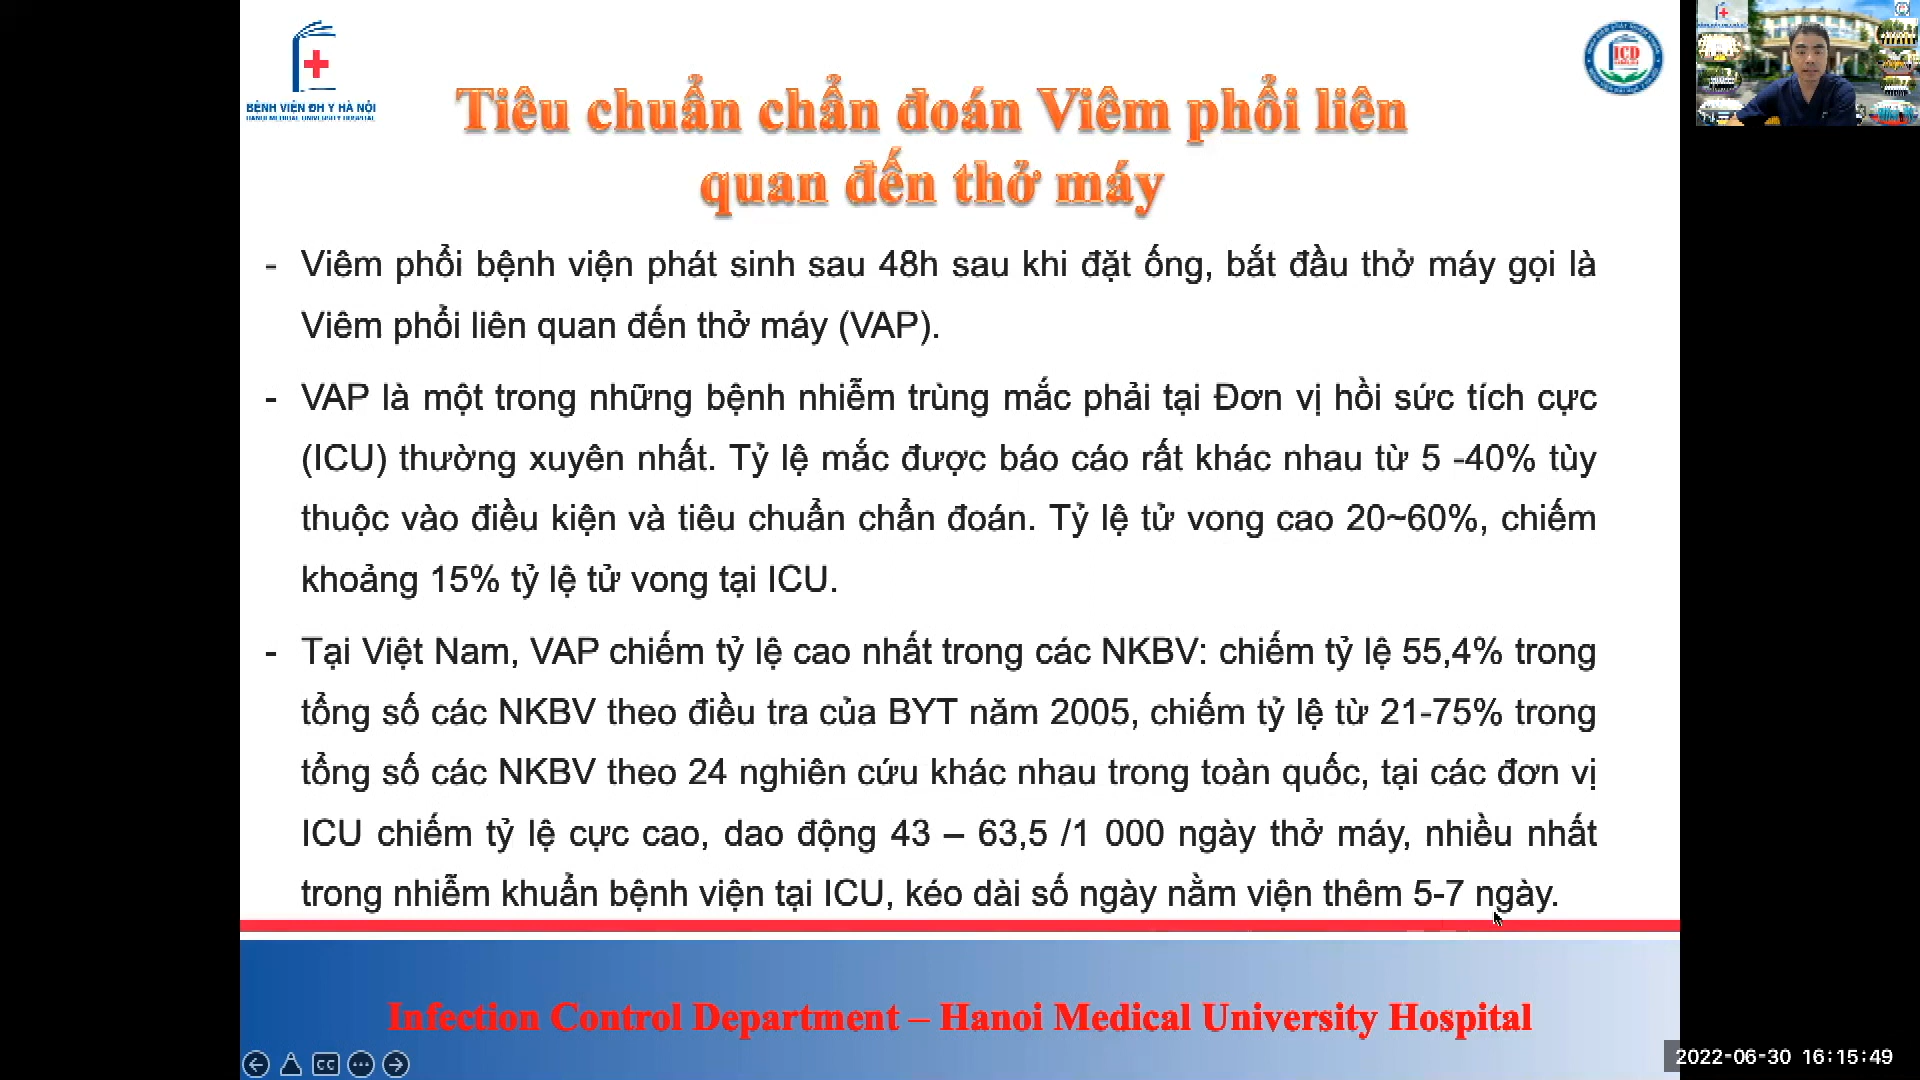 BỆNH VIỆN ĐH Y HÀ NỘI
HANOI MEDICAL UNIVERSITY HOSPITAL
ICD
Tiêu chuẩn chẩn đoán Viêm phổi liên
quan đến thở máy
- Viêm phổi bệnh viện phát sinh sau 48h sau khi đặt ống, bắt đầu thở máy gọi là
Viêm phổi liên quan đến thở máy (VAP).
- VAP là một trong những bệnh nhiễm trùng mắc phải tại Đơn vị hồi sức tích cực
(ICU) thường xuyên nhất. Tỷ lệ mắc được báo cáo rất khác nhau từ 5 -40% tùy
thuộc vào điều kiện và tiêu chuẩn chẩn đoán. Tỷ lệ tử vong cao 20~60%, chiếm
khoảng 15% tỷ lệ tử vong tại ICU.
- Tại Việt Nam, VAP chiếm tỷ lệ cao nhất trong các NKBV: chiếm tỷ lệ 55,4% trong
tổng số các NKBV theo điều tra của BYT năm 2005, chiếm tỷ lệ từ 21-75% trong
tổng số các NKBV theo 24 nghiên cứu khác nhau trong toàn quốc, tại các đơn vị
ICU chiếm tỷ lệ cực cao, dao động 43 – 63,5 /1 000 ngày thở máy, nhiều nhất
trong nhiễm khuẩn bệnh viện tại ICU, kéo dài số ngày nằm viện thêm 5-7 ngày.
Infection Control Department – Hanoi Medical University Hospital
CC
2022-06-30 16:15:49